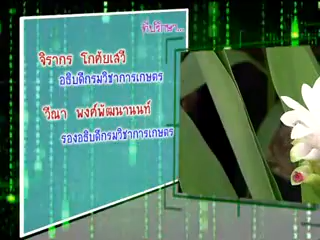 ที่ปรึกษา...
จิรากร โกศัยเสวี
อธิบดีกรมวิชาการเกษตร
วีณา พงศ์พัฒนานนท์
รองอธิบดีกรมวิชาการเกษตร